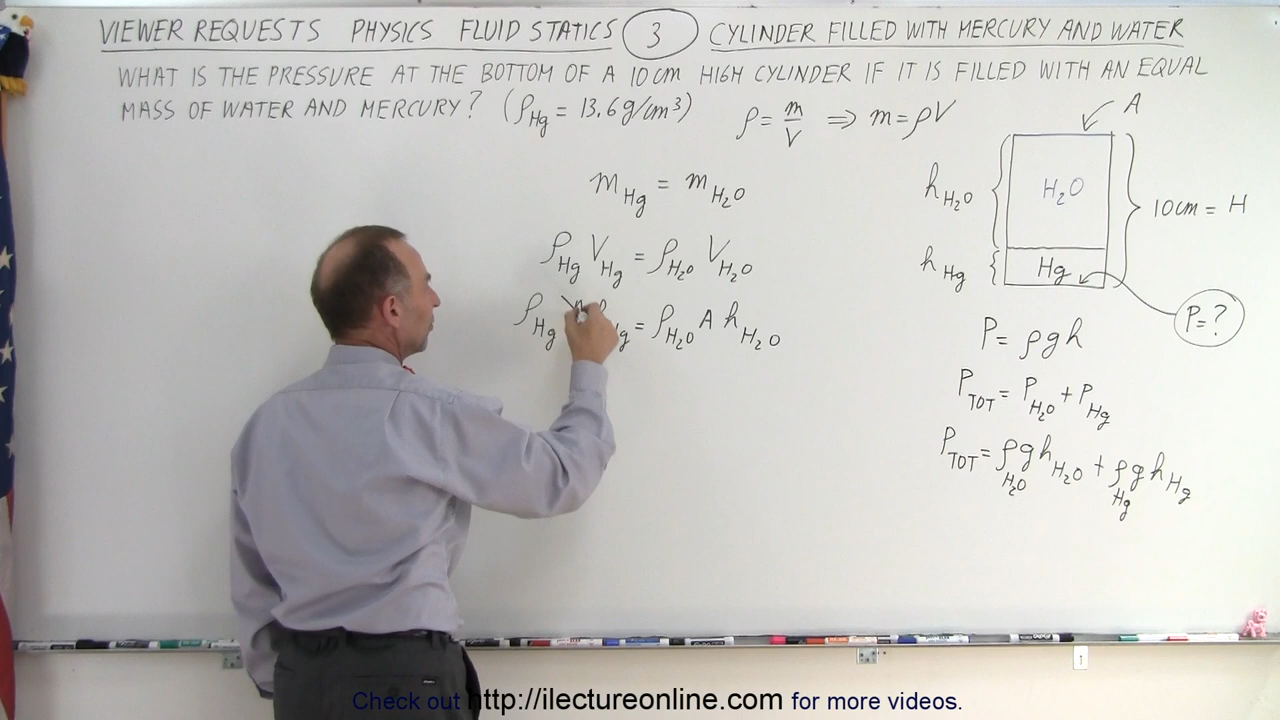 VIEWER REQUESTS PHYSICS FLUID STATICS 3 CYLINDER FILLED WITH MERCURY AND WATER
WHAT IS THE PRESSURE AT THE BOTTOM OF A 10cm HIGH CYLINDER IF IT IS FILLED WITH AN EQUAL
MASS OF WATER AND MERCURY? (ρHg = 13.6 g/cm³)
ρ = m/V ⇒ m = ρV
mHg = mH2O
ρHg VHg = ρH2O VH2O
ρHg Hg = ρH2O A hH2O
A
hH2O
H2O
10cm = H
hHg
Hg
P=?
P = ρgh
PTOT = PH2O + PHg
PTOT = ρH2O g hH2O + ρHg g hHg
Check out http://ilectureonline.com for more videos.